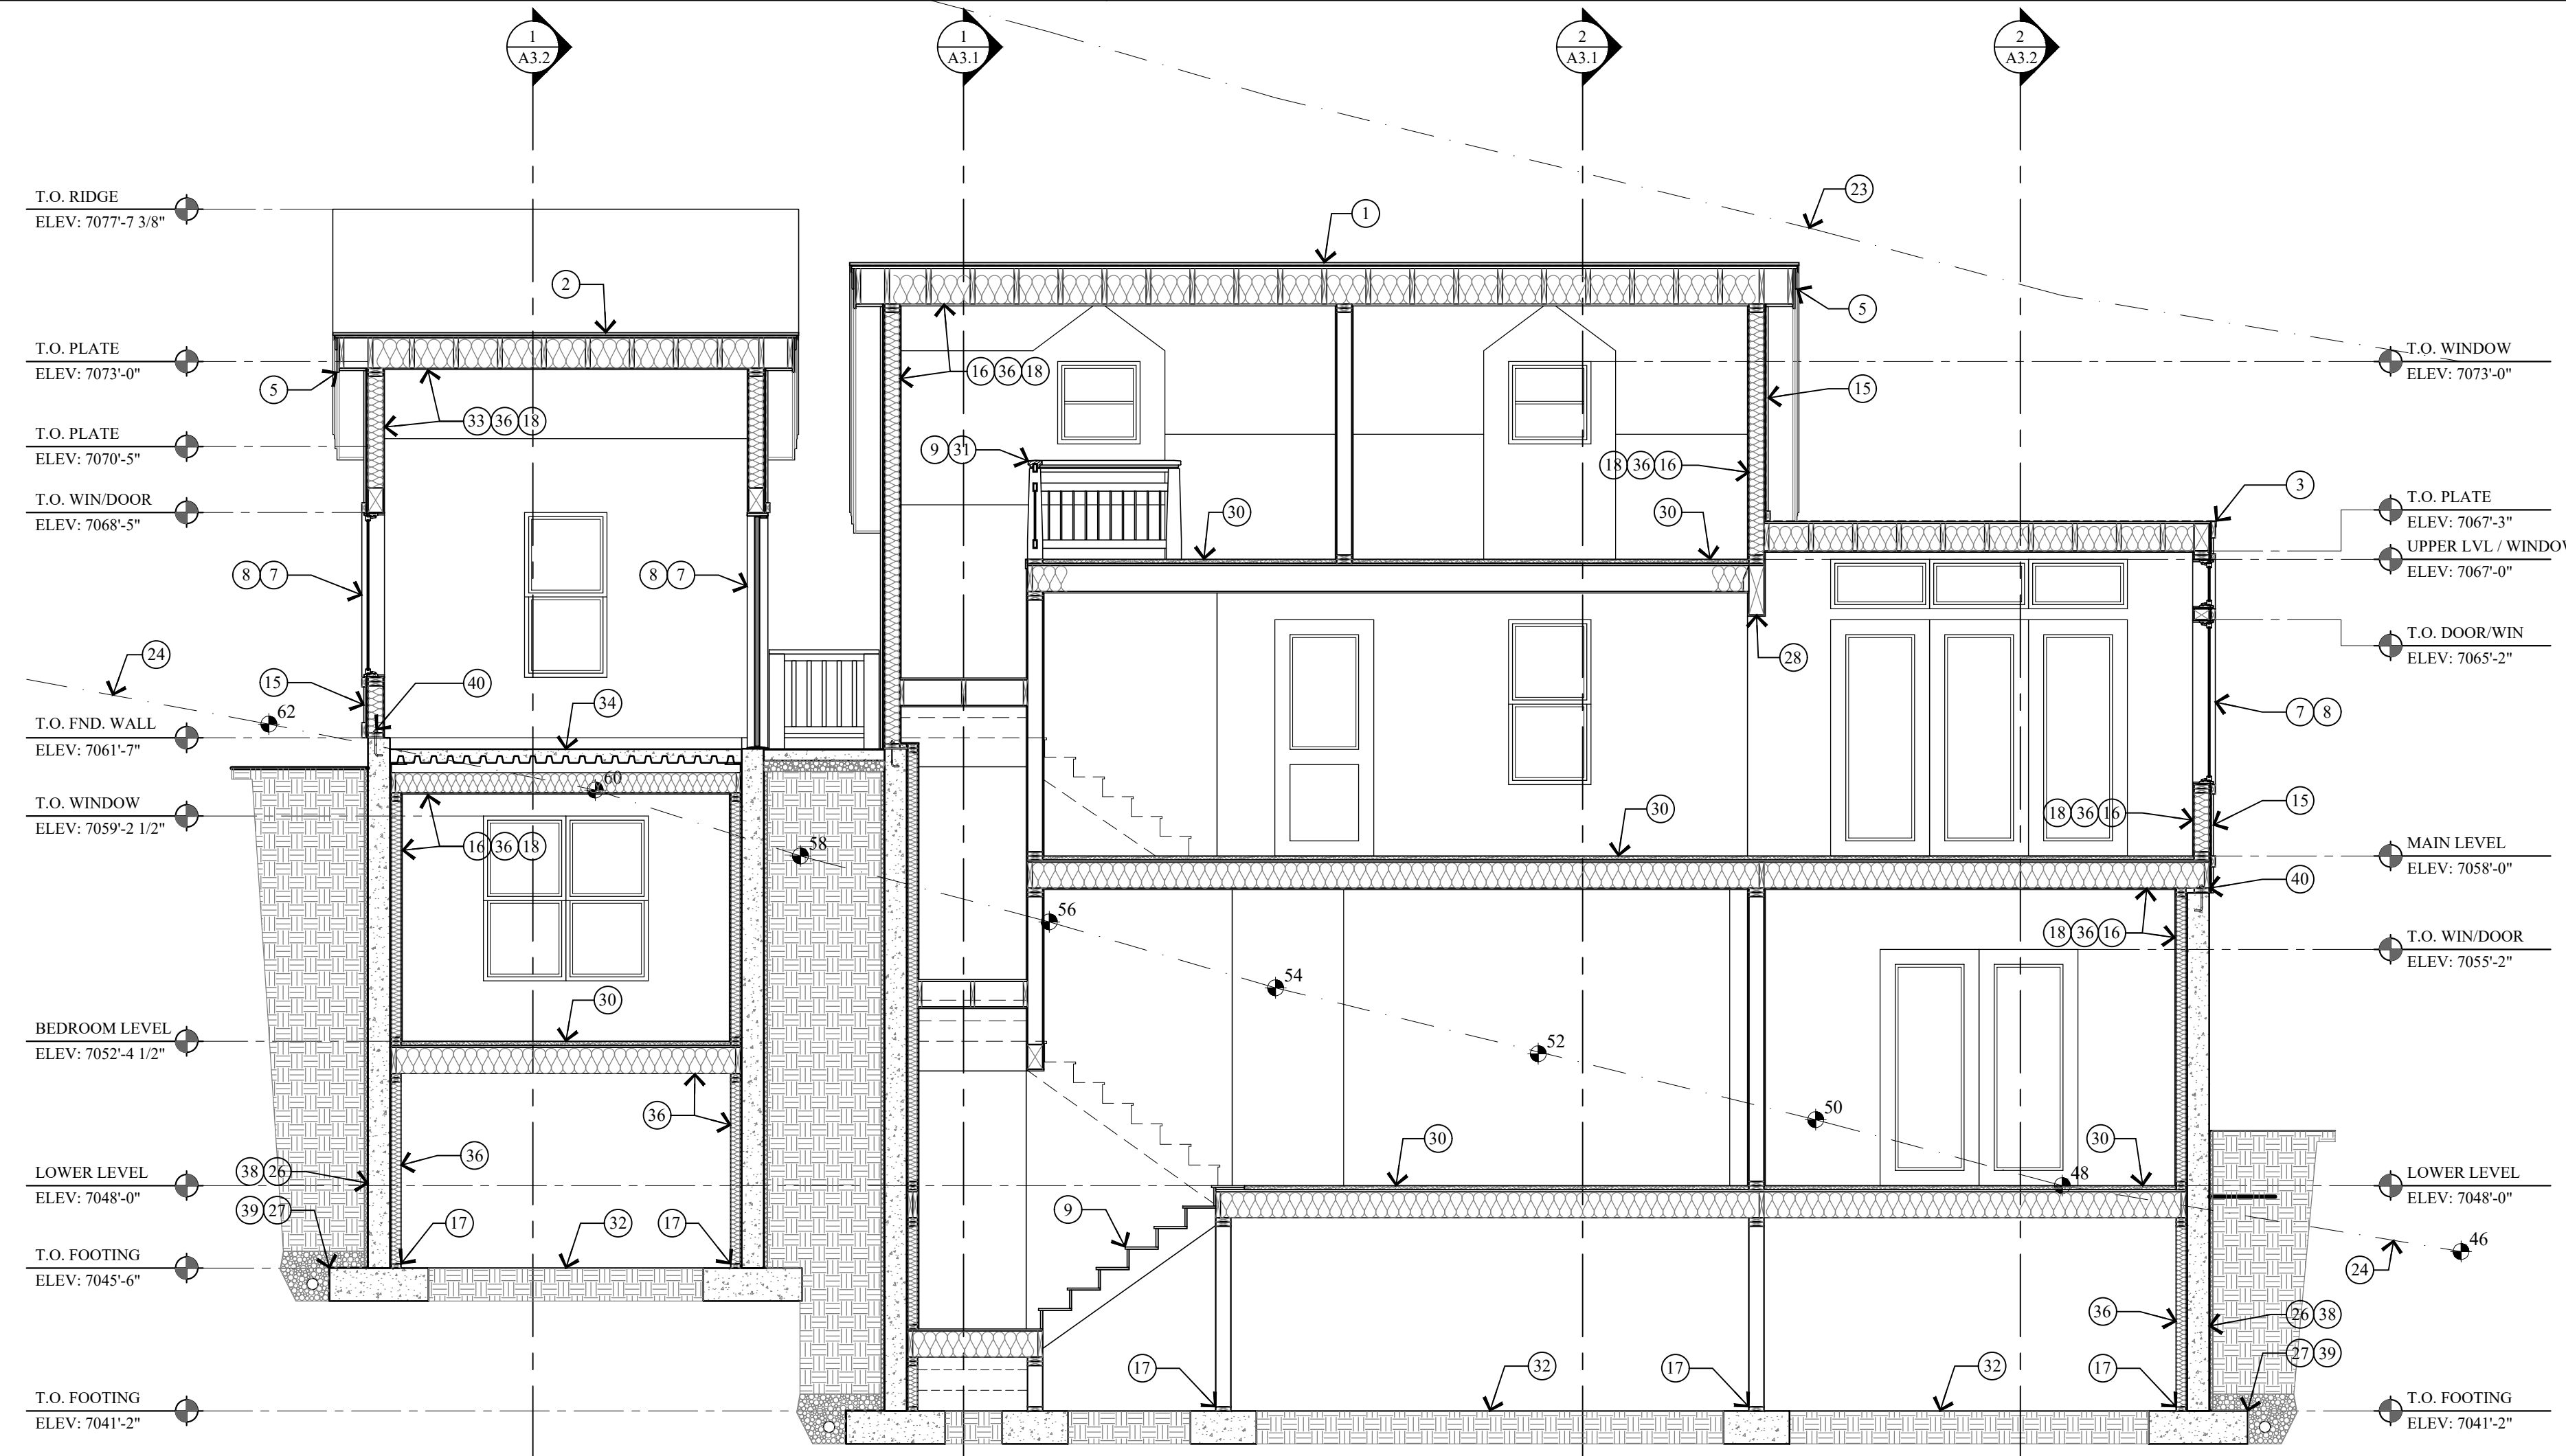 1
A3.2
1
A3.1
2
A3.1
2
A3.2
23
T.O. RIDGE
ELEV: 7077'-7 3/8"
1
2
5
T.O. PLATE
ELEV: 7073'-0"
T.O. WINDOW
ELEV: 7073'-0"
5
16 36 18
15
33 36 18
T.O. PLATE
ELEV: 7070'-5"
9 31
18 36 16
3
T.O. WIN/DOOR
ELEV: 7068'-5"
30
30
T.O. PLATE
ELEV: 7067'-3"
UPPER LVL /
ELEV: 7067'-0"
8 7
8 7
T.O. DOOR/WIN
ELEV: 7065'-2"
24
28
15
40
34
7 8
62
T.O. FND. WALL
ELEV: 7061'-7"
60
T.O. WINDOW
ELEV: 7059'-2 1/2"
30
18 36 16
15
16 36 18
58
MAIN LEVEL
ELEV: 7058'-0"
40
56
18 36 16
T.O. WIN/DOOR
ELEV: 7055'-2"
54
30
BEDROOM LEVEL
ELEV: 7052'-4 1/2"
52
36
50
36
30
30
LOWER LEVEL
ELEV: 7048'-0"
38 26
48
LOWER LEVEL
ELEV: 7048'-0"
39 27
17
32
17
9
46
T.O. FOOTING
ELEV: 7045'-6"
24
36
26 38
17
32
17
32
17
27 39
T.O. FOOTING
ELEV: 7041'-2"
T.O. FOOTING
ELEV: 7041'-2"